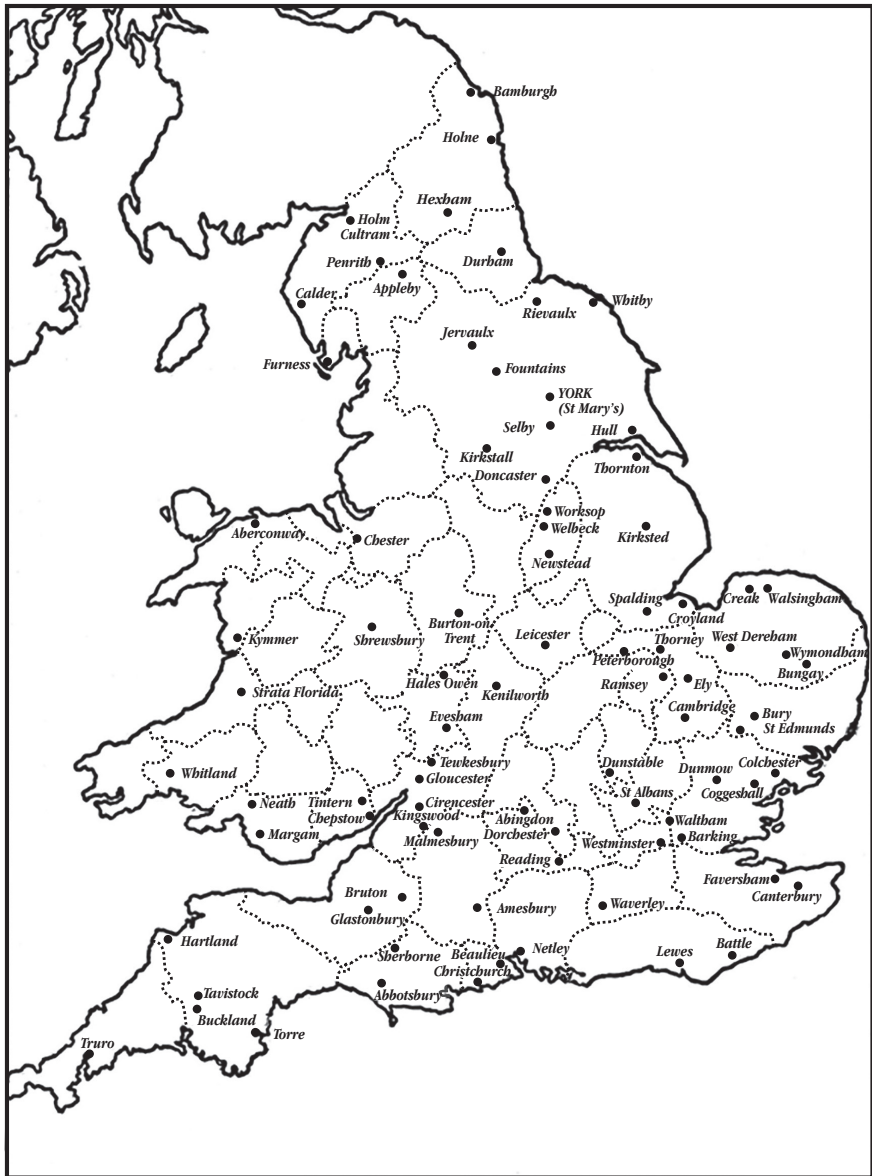 Bamburgh
Holne
Hexham
Holm
Cultram
Penrith
Durham
Appleby
Calder
Rievaulx
Whitby
Jervaulx
Furness
Fountains
YORK
(St Mary's)
Selby
Hull
Kirkstall
Thornton
Doncaster
Worksop
Welbeck
Kirksted
Aberconway
Chester
Newstead
Creak
Walsingham
Spalding
Croyland
Burton-on-
Trent
Kymmer
Shrewsbury
Leicester
Thorney
West Dereham
Peterborough
Wymondham
Bungay
Hales Owen
Ramsey
Ely
Strata Florida
Kenilworth
Cambridge
Bury
St Edmunds
Evesham
Tewkesbury
Dunstable
Colchester
Whitland
Gloucester
Dunmow
Coggeshall
St Albans
Neath
Tintern
Cirencester
Chepstow
Kingswood
Abingdon
Waltham
Margam
Malmesbury
Dorchester
Westminster
Barking
Reading
Faversham
Canterbury
Bruton
Glastonbury
Amesbury
Waverley
Hartland
Sherborne
Beaulieu
Netley
Lewes
Battle
Christchurch
Abbotsbury
Tavistock
Buckland
Torre
Truro